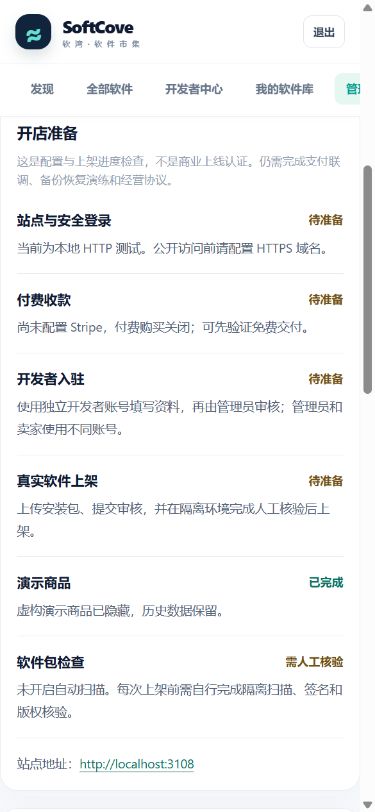 SoftCove
软湾·软件市集
退出
发现
全部软件
开发者中心
我的软件库
开店准备
这是配置与上架进度检查，不是商业上线认证。仍需完成支付联
调、备份恢复演练和经营协议。
站点与安全登录
待准备
当前为本地 HTTP 测试。公开访问前请配置 HTTPS 域名。
付费收款
待准备
尚未配置 Stripe，付费购买关闭；可先验证免费交付。
开发者入驻
待准备
使用独立开发者账号填写资料，再由管理员审核；管理员和
卖家使用不同账号。
真实软件上架
待准备
上传安装包、提交审核，并在隔离环境完成人工核验后上
架。
演示商品
已完成
虚构演示商品已隐藏，历史数据保留。
软件包检查
需人工核验
未开启自动扫描。每次上架前需自行完成隔离扫描、签名和
版权核验。
站点地址：http://localhost:3108